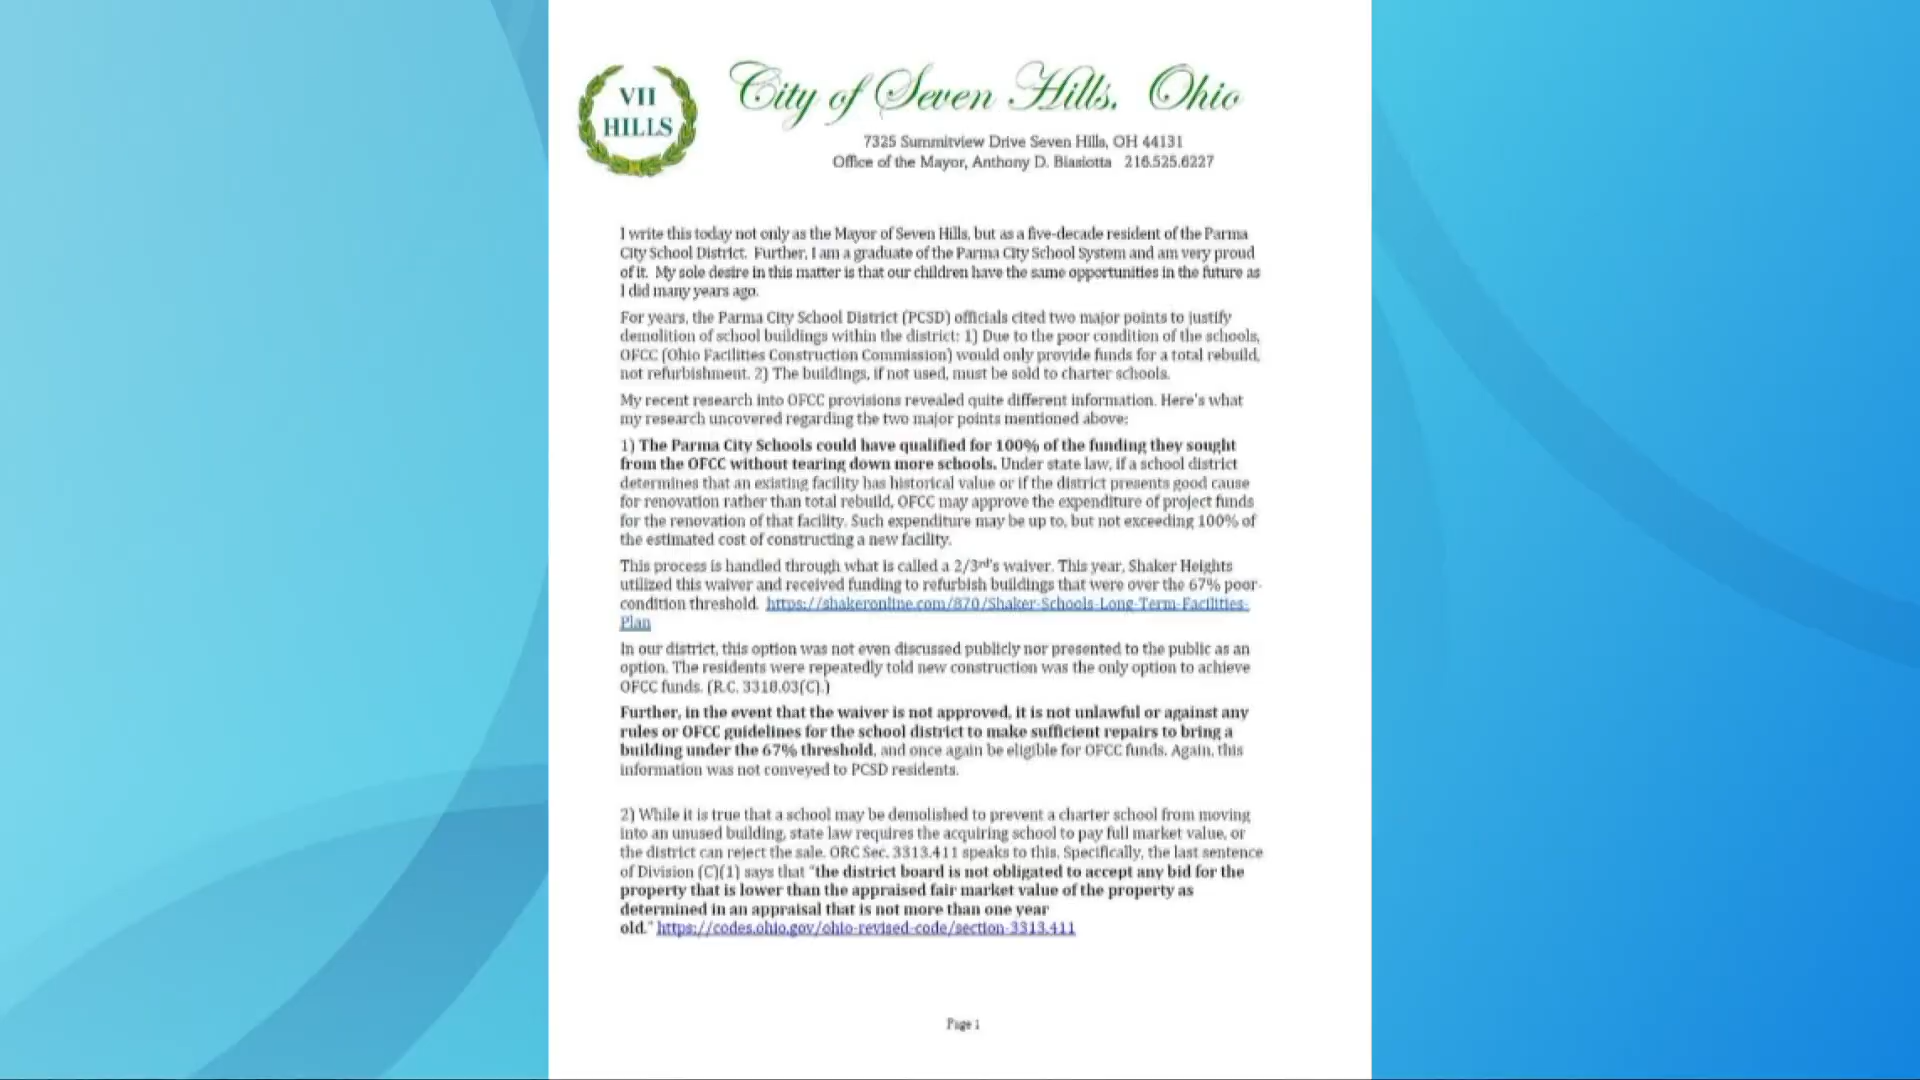 VII
HILLS
City of Seven Hills, Ohio
7325 Summitview Drive Seven Hills, OH 44131
Office of the Mayor, Anthony D. Biasiotta 216.525.6227
I write this today not only as the Mayor of Seven Hills, but as a five-decade resident of the Parma
City School District. Further, I am a graduate of the Parma City School System and am very proud
of it. My sole desire in this matter is that our children have the same opportunities in the future as
I did many years ago.
For years, the Parma City School District (PCSD) officials cited two major points to justify
demolition of school buildings within the district: 1) Due to the poor condition of the schools,
OFCC (Ohio Facilities Construction Commission) would only provide funds for a total rebuild,
not refurbishment. 2) The buildings, if not used, must be sold to charter schools.
My recent research into OFCC provisions revealed quite different information. Here's what
my research uncovered regarding the two major points mentioned above:
1) The Parma City Schools could have qualified for 100% of the funding they sought
from the OFCC without tearing down more schools. Under state law, if a school district
determines that an existing facility has historical value or if the district presents good cause
for renovation rather than total rebuild, OFCC may approve the expenditure of project funds
for the renovation of that facility. Such expenditure may be up to, but not exceeding 100% of
the estimated cost of constructing a new facility.
This process is handled through what is called a 2/3rd's waiver. This year, Shaker Heights
utilized this waiver and received funding to refurbish buildings that were over the 67% poor-
condition threshold. https://shakeronline.com/870/Shaker-Schools-Long-Term-Facilities-
Plan
In our district, this option was not even discussed publicly nor presented to the public as an
option. The residents were repeatedly told new construction was the only option to achieve
OFCC funds. (R.C. 3318.03(C).)
Further, in the event that the waiver is not approved, it is not unlawful or against any
rules or OFCC guidelines for the school district to make sufficient repairs to bring a
building under the 67% threshold, and once again be eligible for OFCC funds. Again, this
information was not conveyed to PCSD residents.
2) While it is true that a school may be demolished to prevent a charter school from moving
into an unused building, state law requires the acquiring school to pay full market value, or
the district can reject the sale. ORC Sec. 3313.411 speaks to this. Specifically, the last sentence
of Division (C)(1) says that "the district board is not obligated to accept any bid for the
property that is lower than the appraised fair market value of the property as
determined in an appraisal that is not more than one year
old." https://codes.ohio.gov/ohio-revised-code/section-3313.411
Page 1